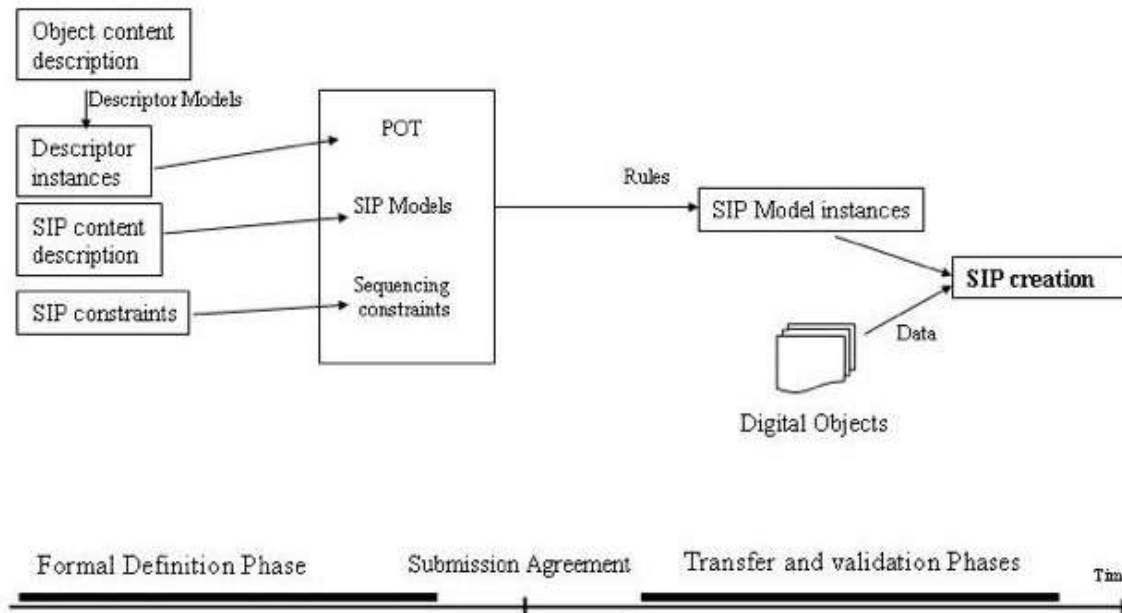 Object content
description
Descriptor Models
Descriptor
instances
SIP content
description
SIP constraints
POT
SIP Models
Sequencing
constraints
Rules
SIP Model instances
SIP creation
Data
Digital Objects
Formal Definition Phase
Submission Agreement
Transfer and validation Phases
Tim